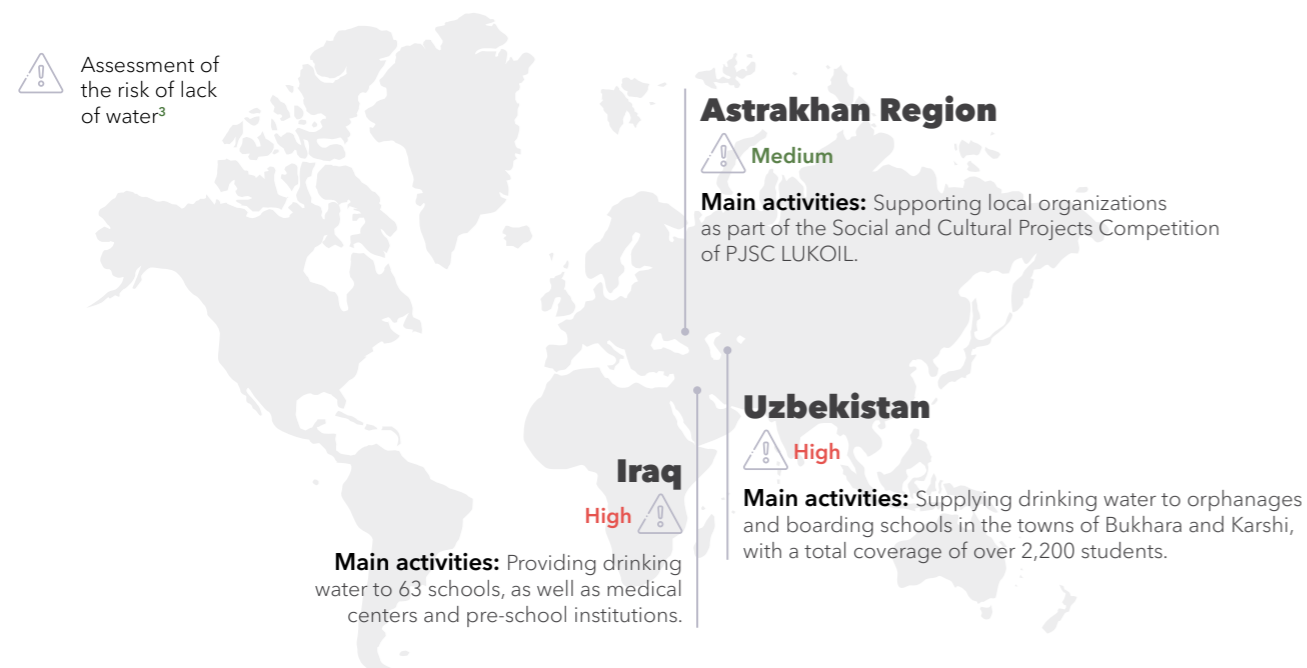 Assessment of
the risk of lack
of water³
Astrakhan Region
Medium
Main activities: Supporting local organizations
as part of the Social and Cultural Projects Competition
of PJSC LUKOIL.
Uzbekistan
High
Main activities: Supplying drinking water to orphanages
and boarding schools in the towns of Bukhara and Karshi,
with a total coverage of over 2,200 students.
Iraq
High
Main activities: Providing drinking
water to 63 schools, as well as medical
centers and pre-school institutions.